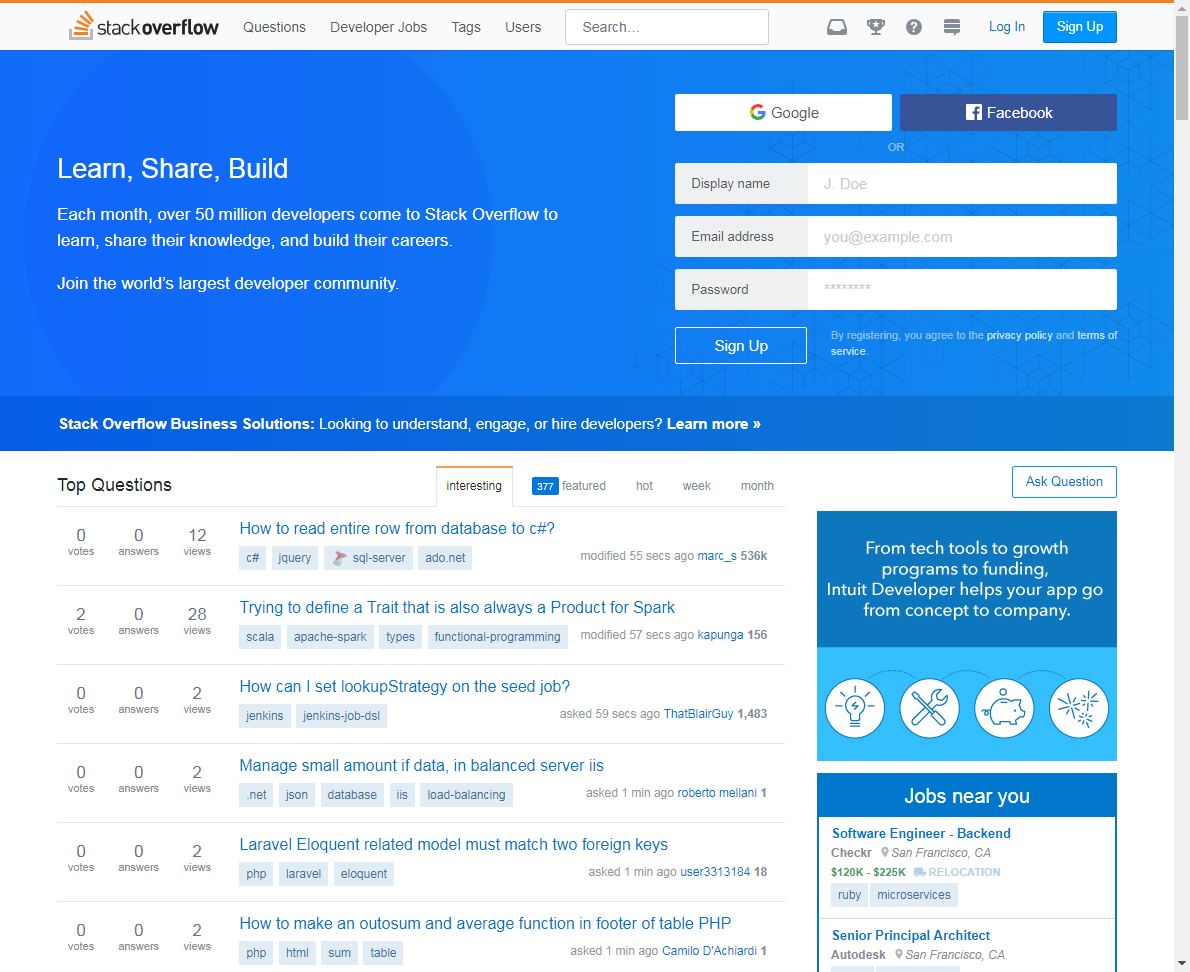 stackoverflow Questions Developer Jobs Tags Users Search... Log In Sign Up
Google Facebook
OR
Learn, Share, Build
Each month, over 50 million developers come to Stack Overflow to
learn, share their knowledge, and build their careers.
Join the world’s largest developer community.
Display name J. Doe
Email address you@example.com
Password ********
Sign Up By registering, you agree to the privacy policy and terms of
service.
Stack Overflow Business Solutions: Looking to understand, engage, or hire developers? Learn more »
Top Questions interesting 377 featured hot week month
0 votes 0 answers 12 views
How to read entire row from database to c#?
c# jquery sql-server ado.net modified 55 secs ago marc_s 536k
2 votes 0 answers 28 views
Trying to define a Trait that is also always a Product for Spark
scala apache-spark types functional-programming modified 57 secs ago kapunga 156
0 votes 0 answers 2 views
How can I set lookupStrategy on the seed job?
jenkins jenkins-job-dsl asked 59 secs ago ThatBlairGuy 1,483
0 votes 0 answers 2 views
Manage small amount if data, in balanced server iis
.net json database iis load-balancing asked 1 min ago roberto mellani 1
0 votes 0 answers 2 views
Laravel Eloquent related model must match two foreign keys
php laravel eloquent asked 1 min ago user3313184 18
0 votes 0 answers 2 views
How to make an outosum and average function in footer of table PHP
php html sum table asked 1 min ago Camilo D'Achiardi 1
Ask Question
From tech tools to growth
programs to funding,
Intuit Developer helps your app go
from concept to company.
Jobs near you
Software Engineer - Backend
Checkr San Francisco, CA
$120K - $225K RELOCATION
ruby microservices
Senior Principal Architect
Autodesk San Francisco, CA